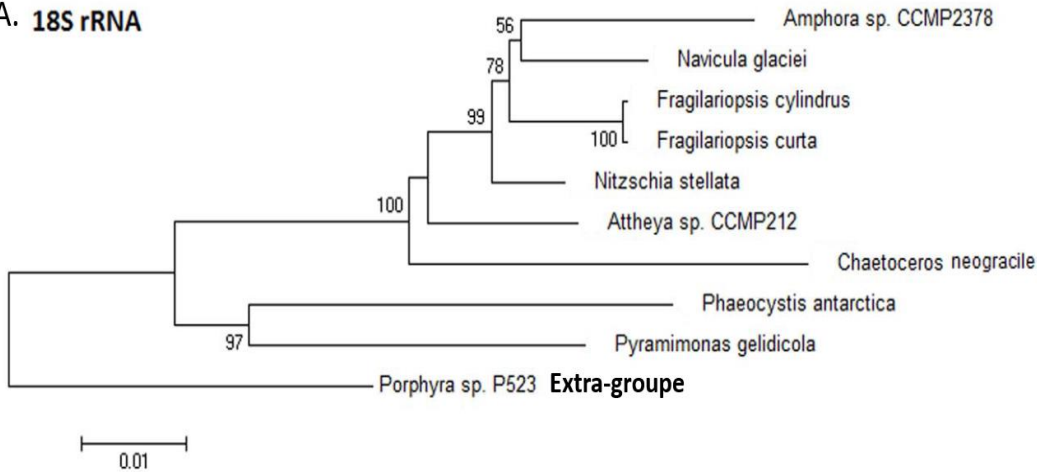 A. 18S rRNA
Amphora sp. CCMP2378
56
Navicula glaciei
78
Fragilariopsis cylindrus
99
100
Fragilariopsis curta
Nitzschia stellata
100
Attheya sp. CCMP212
Chaetoceros neogracile
Phaeocystis antarctica
97
Pyramimonas gelidicola
Porphyra sp. P523 Extra-groupe
0.01